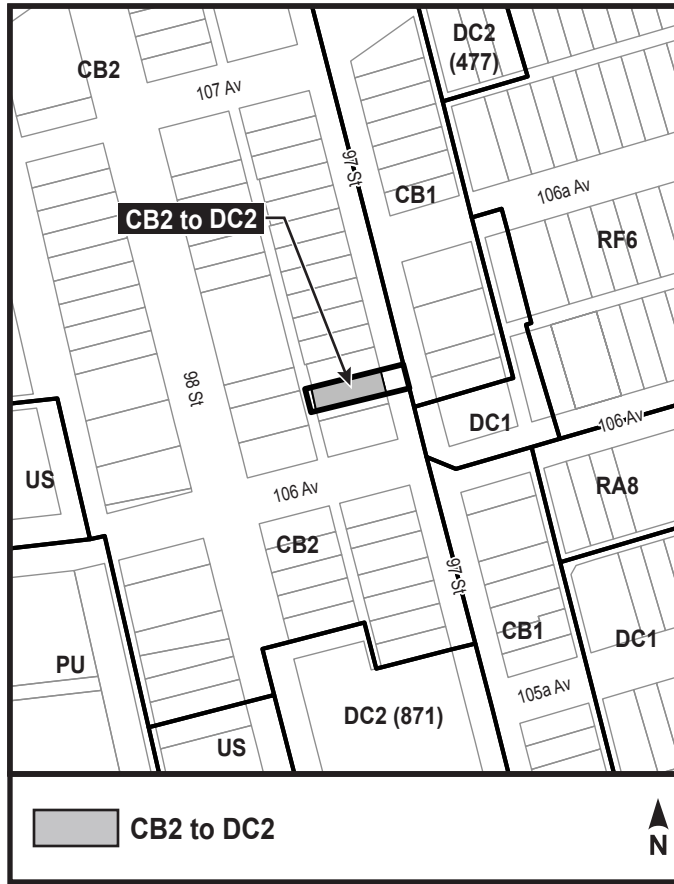 DC2
(477)
CB2
107 Av
97 St
CB1
106a Av
CB2 to DC2
RF6
98 St
DC1
106 Av
US
RA8
106 Av
CB2
97 St
CB1
DC1
PU
105a Av
DC2 (871)
US
CB2 to DC2
N